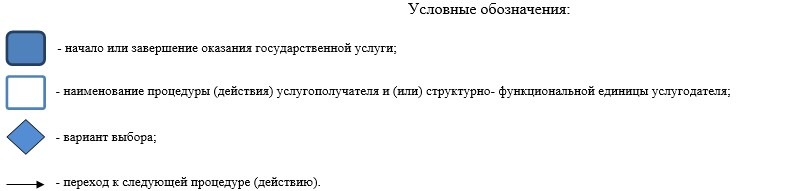 Условные обозначения:
- начало или завершение оказания государственной услуги;
- наименование процедуры (действия) услугополучателя и (или) структурно- функциональной единицы услугодателя;
- вариант выбора;
- переход к следующей процедуре (действию).